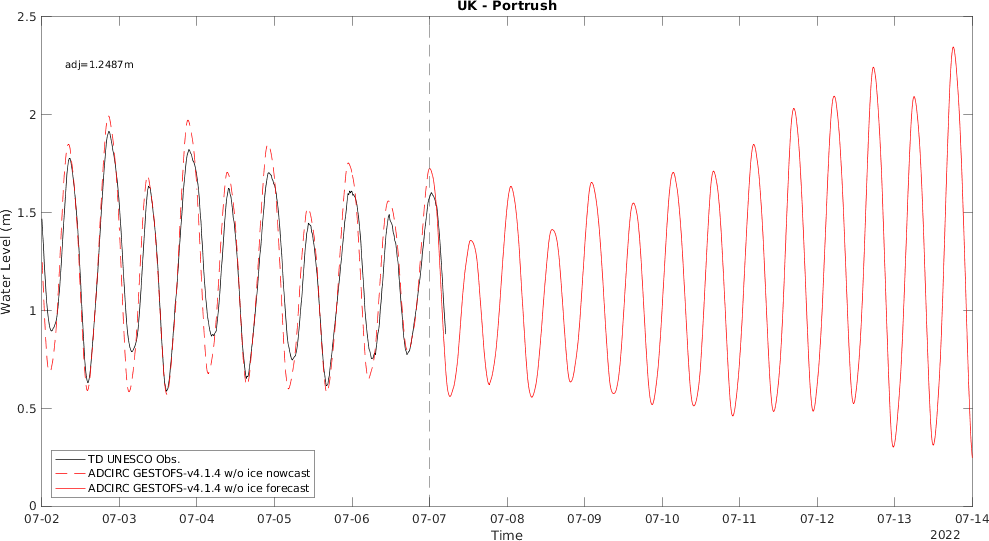 UK - Portrush
adj=1.2487m
Water Level (m)
2.5
2
1.5
1
0.5
0
TD UNESCO Obs.
ADCIRC GESTOFS-v4.1.4 w/o ice nowcast
ADCIRC GESTOFS-v4.1.4 w/o ice forecast
07-02 07-03 07-04 07-05 07-06 07-07 07-08 07-09 07-10 07-11 07-12 07-13 07-14
Time
2022